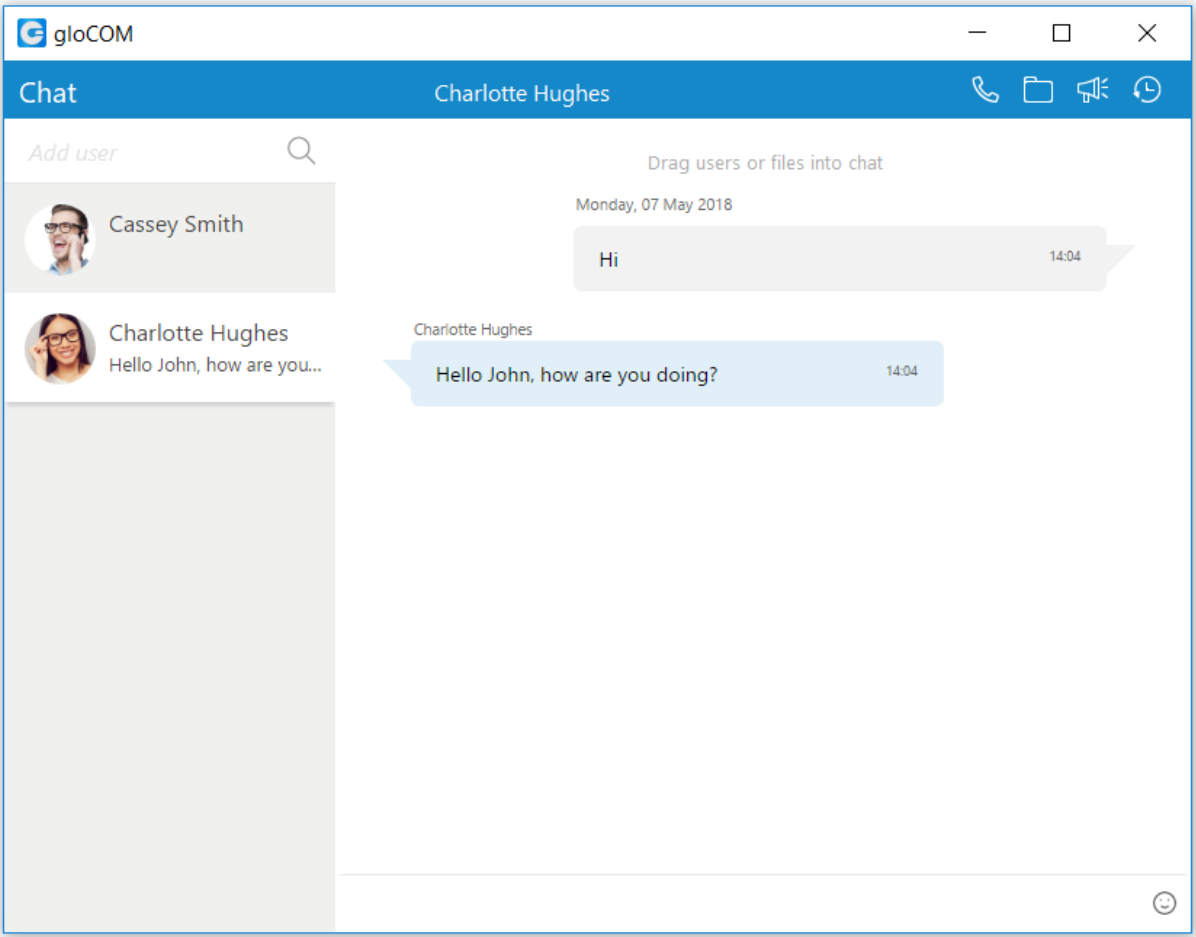 gloCOM
Chat
Charlotte Hughes
Add user
Cassey Smith
Charlotte Hughes
Hello John, how are you...
Drag users or files into chat
Monday, 07 May 2018
Hi 14:04
Charlotte Hughes
Hello John, how are you doing? 14:04